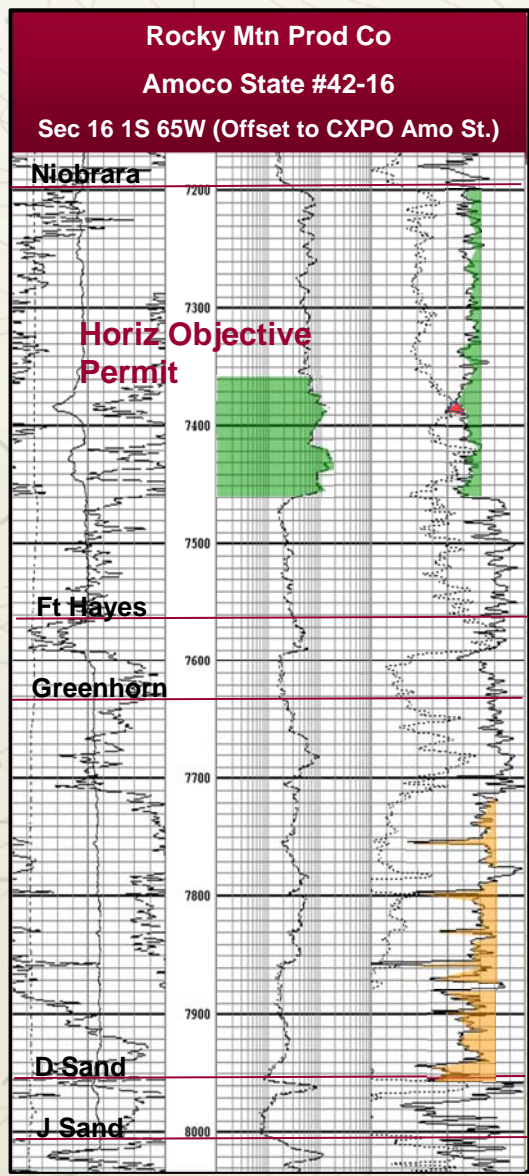 Rocky Mtn Prod Co
Amoco State #42-16
Sec 16 1S 65W (Offset to CXPO Amo St.)
Niobrara
7200
7300
Horiz Objective
Permit
7400
7500
Ft Hayes
7600
Greenhorn
7700
7800
7900
D Sand
J Sand
8000